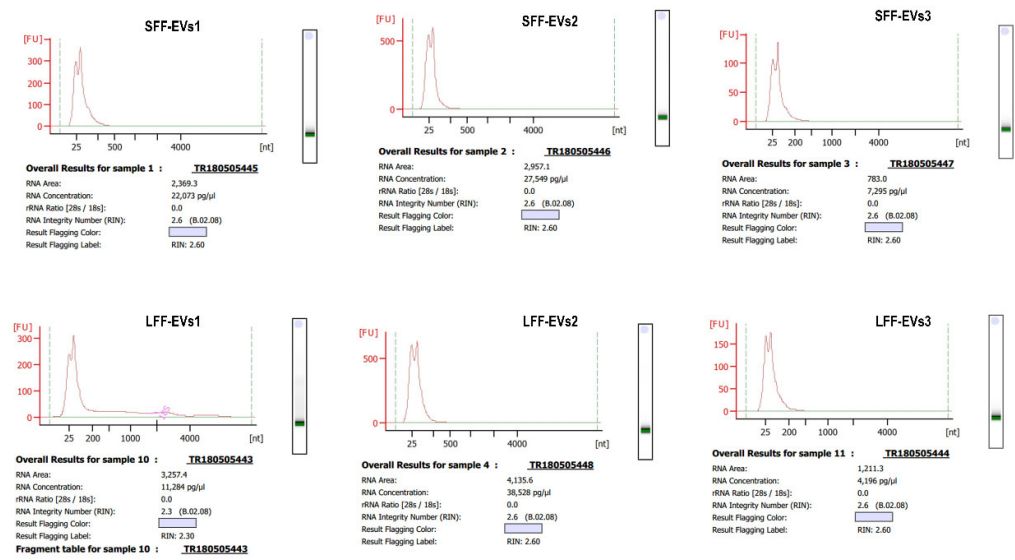 SFF-EVs1
[FU]
300
200
100
0
25 500 4000 [nt]
Overall Results for sample 1 : TR180505445
RNA Area: 2,369.3
RNA Concentration: 22,073 pg/µl
rRNA Ratio [28s / 18s]: 0.0
RNA Integrity Number (RIN): 2.6 (B.02.08)
Result Flagging Color:
Result Flagging Label: RIN: 2.60
SFF-EVs2
[FU]
500
0
25 500 4000 [nt]
Overall Results for sample 2 : TR180505446
RNA Area: 2,957.1
RNA Concentration: 27,549 pg/µl
rRNA Ratio [28s / 18s]: 0.0
RNA Integrity Number (RIN): 2.6 (B.02.08)
Result Flagging Color:
Result Flagging Label: RIN: 2.60
SFF-EVs3
[FU]
100
50
0
25 200 1000 4000 [nt]
Overall Results for sample 3 : TR180505447
RNA Area: 783.0
RNA Concentration: 7,295 pg/µl
rRNA Ratio [28s / 18s]: 0.0
RNA Integrity Number (RIN): 2.6 (B.02.08)
Result Flagging Color:
Result Flagging Label: RIN: 2.60
LFF-EVs1
[FU]
300
200
100
0
25 200 1000 4000 [nt]
Overall Results for sample 10 : TR180505443
RNA Area: 3,257.4
RNA Concentration: 11,284 pg/µl
rRNA Ratio [28s / 18s]: 0.0
RNA Integrity Number (RIN): 2.3 (B.02.08)
Result Flagging Color:
Result Flagging Label: RIN: 2.30
Fragment table for sample 10 : TR180505443
LFF-EVs2
[FU]
500
0
25 500 4000 [nt]
Overall Results for sample 4 : TR180505448
RNA Area: 4,135.6
RNA Concentration: 38,528 pg/µl
rRNA Ratio [28s / 18s]: 0.0
RNA Integrity Number (RIN): 2.6 (B.02.08)
Result Flagging Color:
Result Flagging Label: RIN: 2.60
LFF-EVs3
[FU]
150
100
50
0
25 200 1000 4000 [nt]
Overall Results for sample 11 : TR180505444
RNA Area: 1,211.3
RNA Concentration: 4,196 pg/µl
rRNA Ratio [28s / 18s]: 0.0
RNA Integrity Number (RIN): 2.6 (B.02.08)
Result Flagging Color:
Result Flagging Label: RIN: 2.60